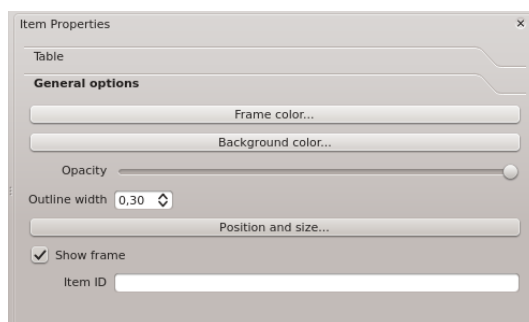 Item Properties
Table
General options
Frame color...
Background color...
Opacity
Outline width 0,30
Position and size...
Show frame
Item ID